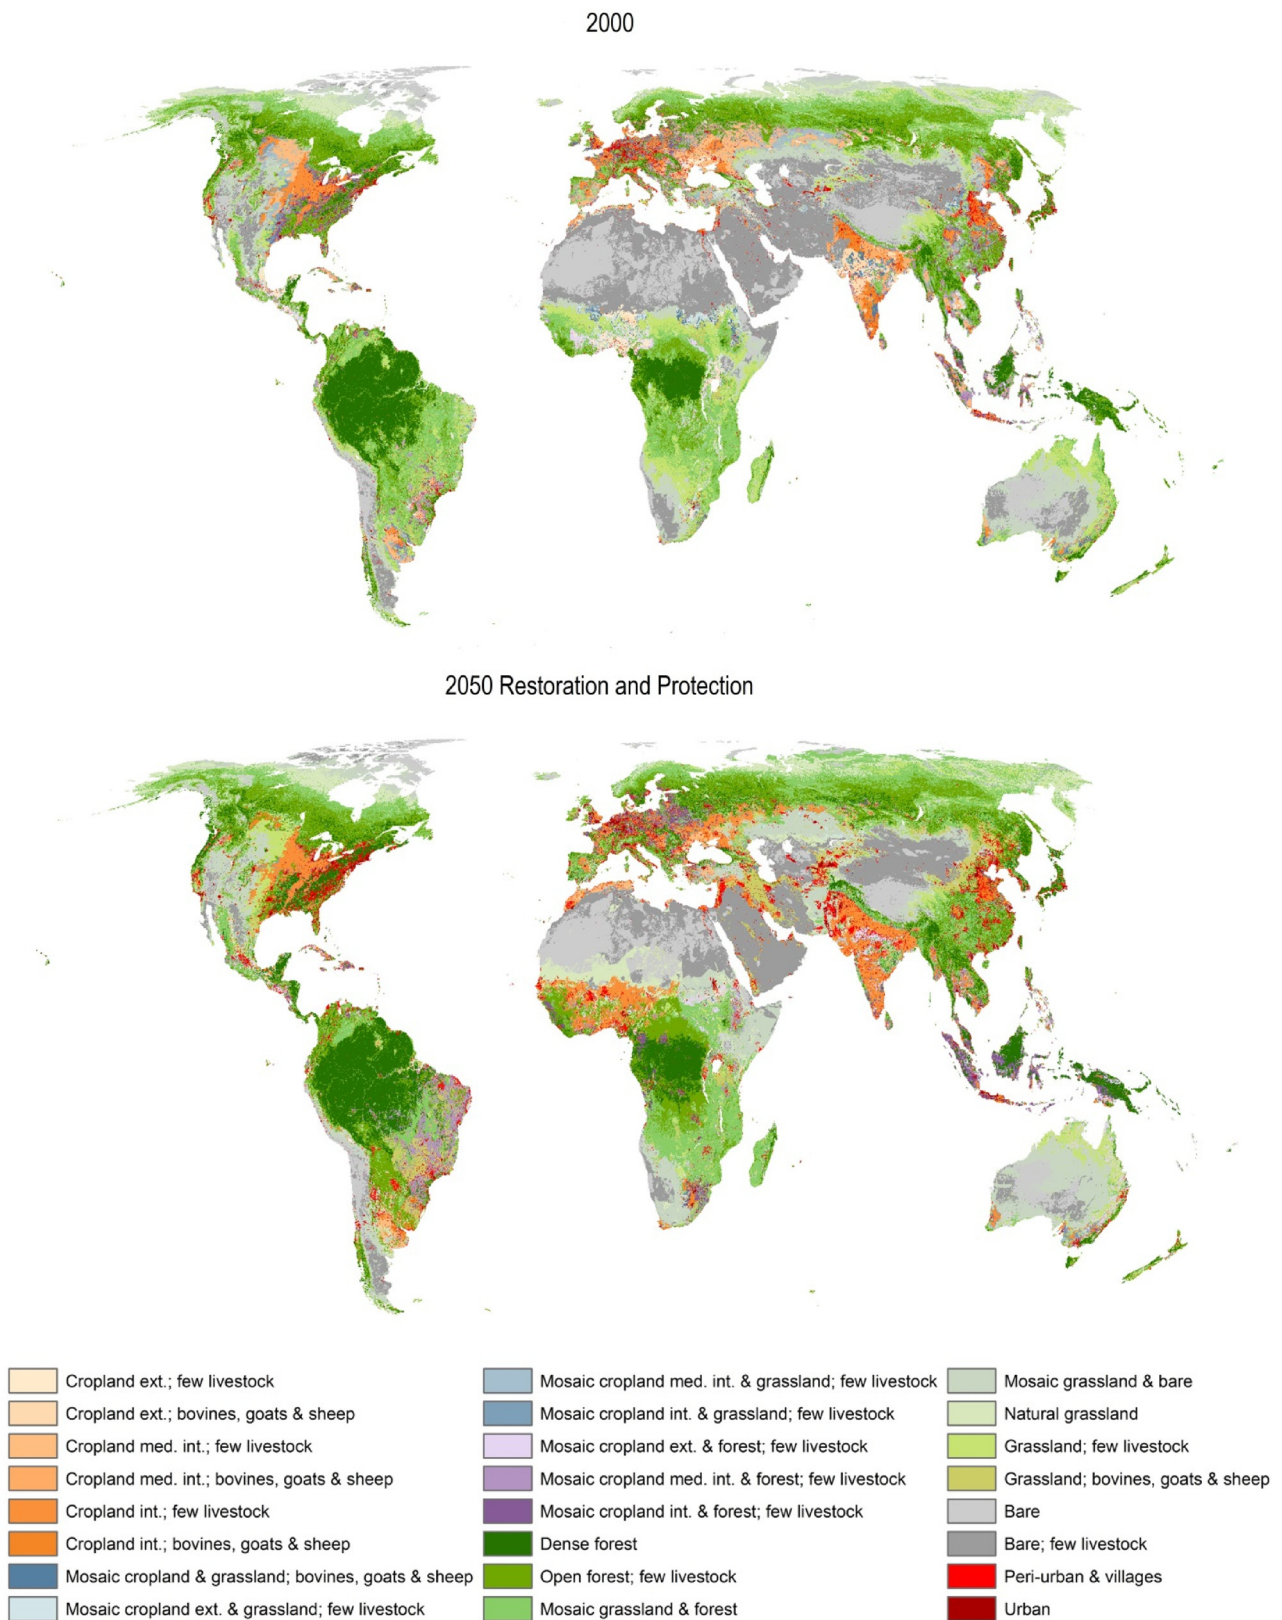 2000
2050 Restoration and Protection
Cropland ext.; few livestock
Cropland ext.; bovines, goats & sheep
Cropland med. int.; few livestock
Cropland med. int.; bovines, goats & sheep
Cropland int.; few livestock
Cropland int.; bovines, goats & sheep
Mosaic cropland & grassland; bovines, goats & sheep
Mosaic cropland ext. & grassland; few livestock
Mosaic cropland med. int. & grassland; few livestock
Mosaic cropland int. & grassland; few livestock
Mosaic cropland ext. & forest; few livestock
Mosaic cropland med. int. & forest; few livestock
Mosaic cropland int. & forest; few livestock
Dense forest
Open forest; few livestock
Mosaic grassland & forest
Mosaic grassland & bare
Natural grassland
Grassland; few livestock
Grassland; bovines, goats & sheep
Bare
Bare; few livestock
Peri-urban & villages
Urban